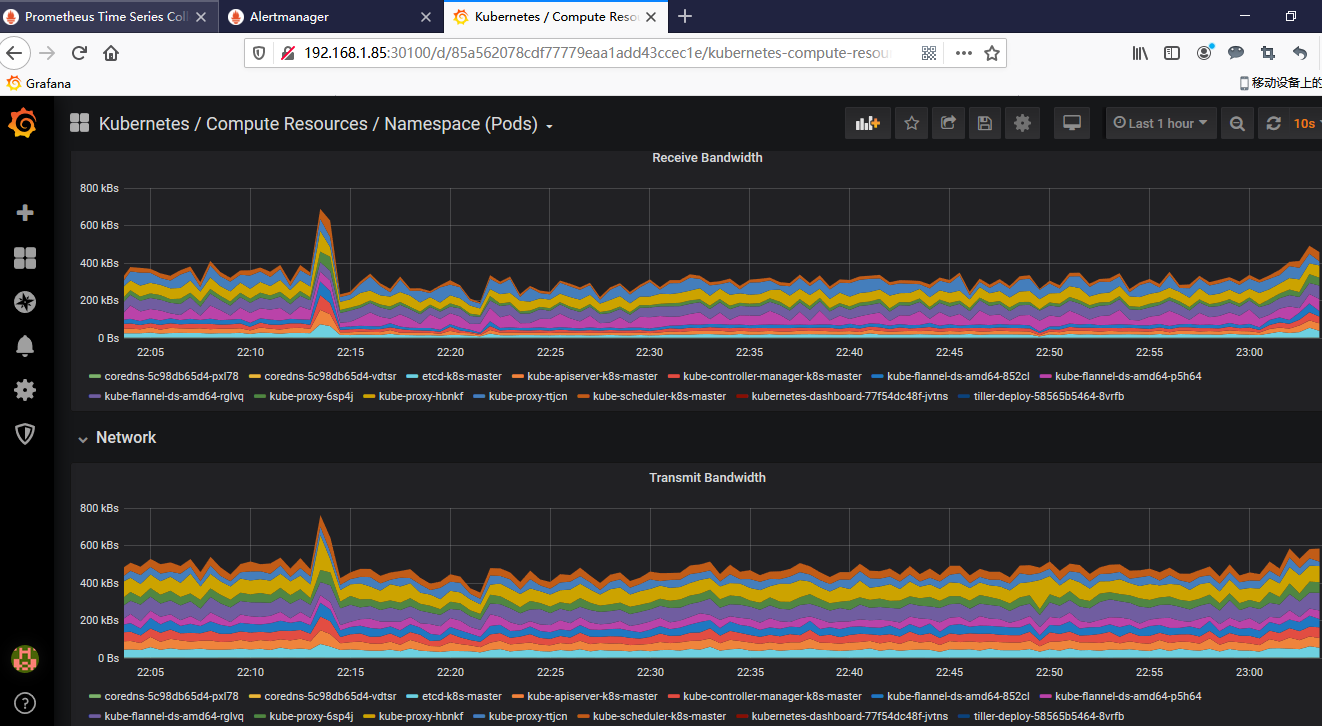 Prometheus Time Series Coll
Alertmanager
Kubernetes / Compute Resou
192.168.1.85:30100/d/85a562078cdf77779eaa1add43ccec1e/kubernetes-compute-resou
Grafana
移动设备上的
Kubernetes / Compute Resources / Namespace (Pods)
Last 1 hour
10s
Receive Bandwidth
800 kBs
600 kBs
400 kBs
200 kBs
0 Bs
22:05 22:10 22:15 22:20 22:25 22:30 22:35 22:40 22:45 22:50 22:55 23:00
coredns-5c98db65d4-pxl78 coredns-5c98db65d4-vdtsr etcd-k8s-master kube-apiserver-k8s-master kube-controller-manager-k8s-master kube-flannel-ds-amd64-852cl kube-flannel-ds-amd64-p5h64
kube-flannel-ds-amd64-rglvq kube-proxy-6sp4j kube-proxy-hbnkf kube-proxy-ttjcn kube-scheduler-k8s-master kubernetes-dashboard-77f54dc48f-jvtns tiller-deploy-58565b5464-8vrfb
Network
Transmit Bandwidth
800 kBs
600 kBs
400 kBs
200 kBs
0 Bs
22:05 22:10 22:15 22:20 22:25 22:30 22:35 22:40 22:45 22:50 22:55 23:00
coredns-5c98db65d4-pxl78 coredns-5c98db65d4-vdtsr etcd-k8s-master kube-apiserver-k8s-master kube-controller-manager-k8s-master kube-flannel-ds-amd64-852cl kube-flannel-ds-amd64-p5h64
kube-flannel-ds-amd64-rglvq kube-proxy-6sp4j kube-proxy-hbnkf kube-proxy-ttjcn kube-scheduler-k8s-master kubernetes-dashboard-77f54dc48f-jvtns tiller-deploy-58565b5464-8vrfb